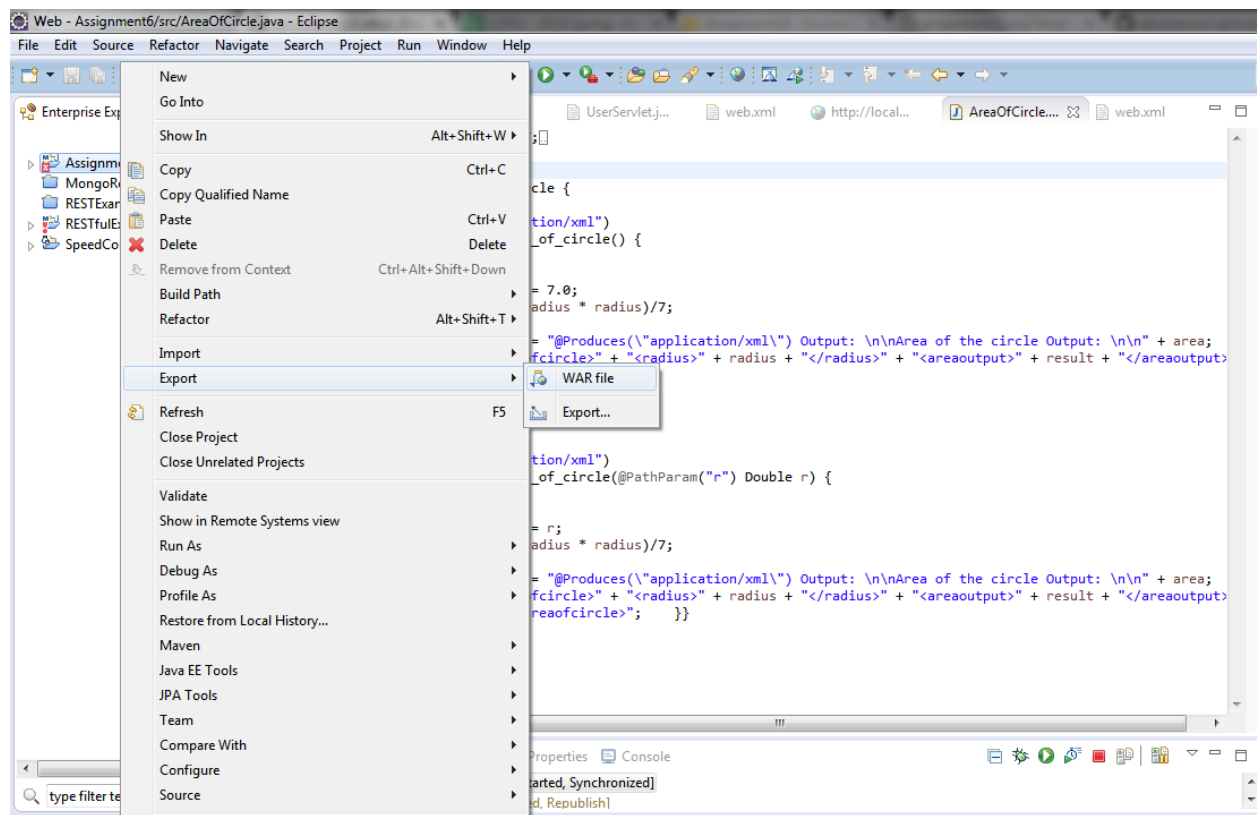 Web - Assignment6/src/AreaOfCircle.java - Eclipse
File Edit Source Refactor Navigate Search Project Run Window Help
Enterprise Exp
UserServlet.j... web.xml http://local... AreaOfCircle.... web.xml
Assignme
MongoRe
RESTExar
RESTfulEx
SpeedCo
New
Go Into
Show In Alt+Shift+W
Copy Ctrl+C
Copy Qualified Name
Paste Ctrl+V
Delete Delete
Remove from Context Ctrl+Alt+Shift+Down
Build Path
Refactor Alt+Shift+T
Import
Export
Refresh F5
Close Project
Close Unrelated Projects
Validate
Show in Remote Systems view
Run As
Debug As
Profile As
Restore from Local History...
Maven
Java EE Tools
JPA Tools
Team
Compare With
Configure
Source
WAR file
Export...
;
cle {
tion/xml")
_of_circle() {
= 7.0;
adius * radius)/7;
= "@Produces(\"application/xml\") Output: \n\nArea of the circle Output: \n\n" + area;
fcircle>" + "<radius>" + radius + "</radius>" + "<areaoutput>" + result + "</areaoutput>
tion/xml")
_of_circle(@PathParam("r") Double r) {
= r;
adius * radius)/7;
= "@Produces(\"application/xml\") Output: \n\nArea of the circle Output: \n\n" + area;
fcircle>" + "<radius>" + radius + "</radius>" + "<areaoutput>" + result + "</areaoutput>
reaofcircle>"; }}
Properties Console
tarted, Synchronized]
ed, Republish]
type filter te